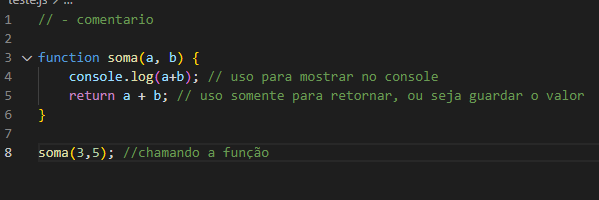 teste.js > ...
1 // - comentario
2
3 function soma(a, b) {
4 console.log(a+b); // uso para mostrar no console
5 return a + b; // uso somente para retornar, ou seja guardar o valor
6 }
7
8 soma(3,5); //chamando a função